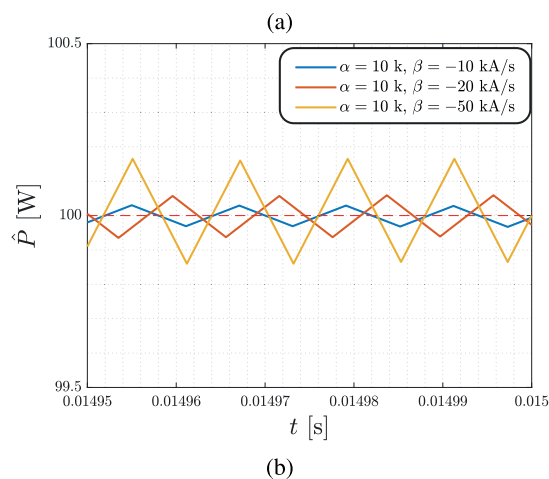 (a)
100.5
α = 10 k, β = −10 kA/s
α = 10 k, β = −20 kA/s
α = 10 k, β = −50 kA/s
100
P̂ [W]
99.5
0.01495 0.01496 0.01497 0.01498 0.01499 0.015
t [s]
(b)